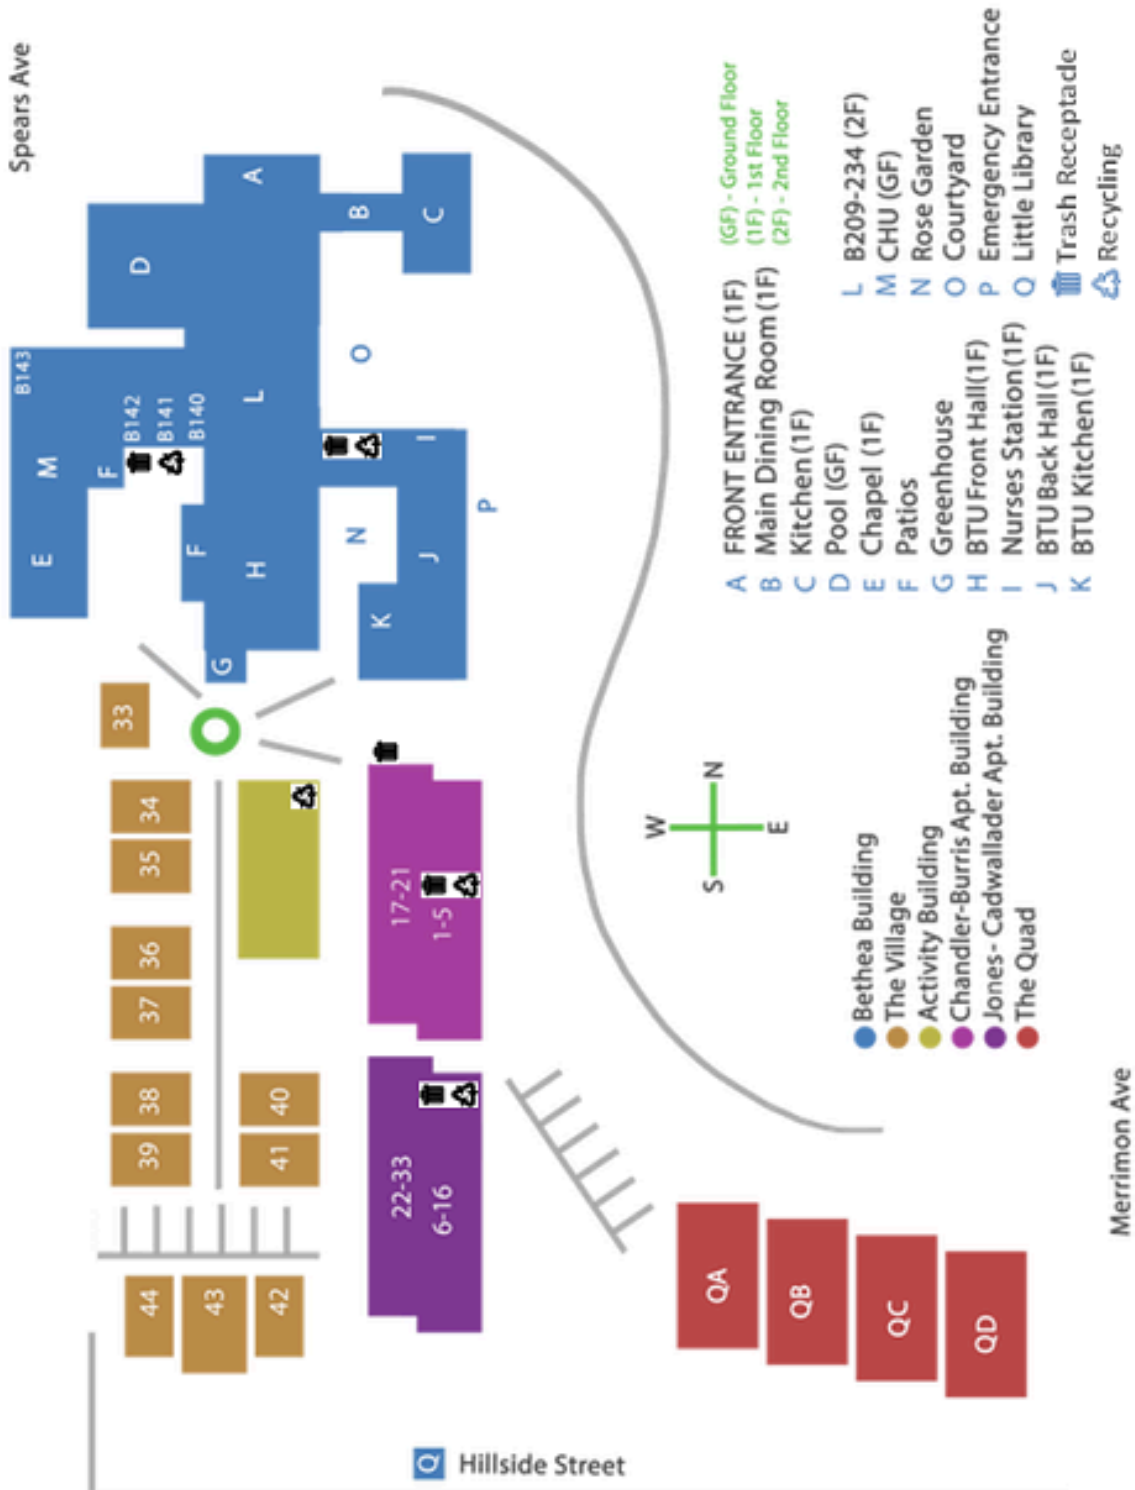 Spears Ave
B143
E
M
44
39
38
37
36
35
34
33
F
B142
D
B141
43
F
B140
G
42
41
40
H
L
A
N
O
B
K
22-33
17-21
J
I
C
6-16
1-5
Q
P
Hillside Street
QA
QB
QC
QD
W
S
N
E
Bethea Building
The Village
Activity Building
Chandler-Burris Apt. Building
Jones- Cadwallader Apt. Building
The Quad
A FRONT ENTRANCE (1F)
B Main Dining Room (1F)
C Kitchen (1F)
D Pool (GF)
E Chapel (1F)
F Patios
G Greenhouse
H BTU Front Hall(1F)
I Nurses Station(1F)
J BTU Back Hall (1F)
K BTU Kitchen(1F)
(GF) - Ground Floor
(1F) - 1st Floor
(2F) - 2nd Floor
L B209-234 (2F)
M CHU (GF)
N Rose Garden
O Courtyard
P Emergency Entrance
Q Little Library
Trash Receptacle
Recycling
Merrimon Ave